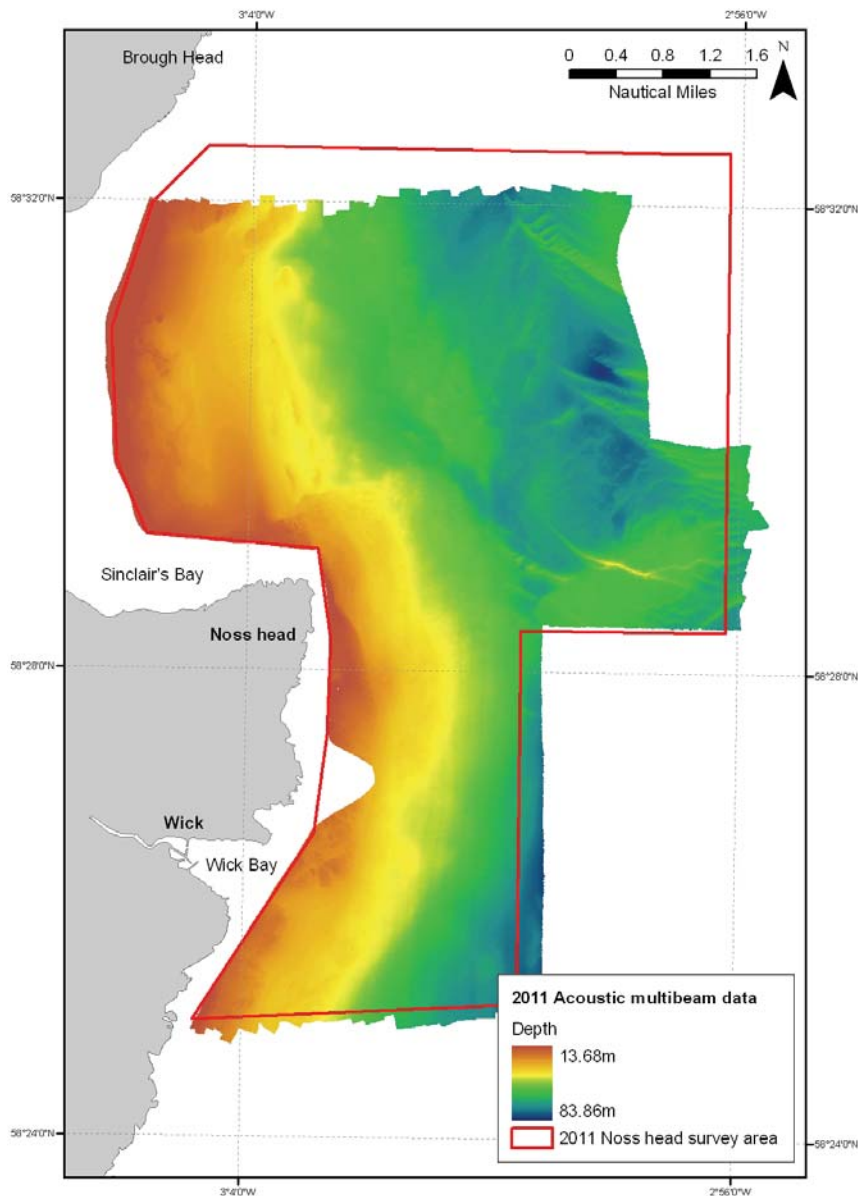 3°4'0"W
2°56'0"W
Brough Head
0 0.4 0.8 1.2 1.6
Nautical Miles
N
58°32'0"N
58°32'0"N
Sinclair's Bay
Noss head
58°28'0"N
58°28'0"N
Wick
Wick Bay
2011 Acoustic multibeam data
Depth
13.68m
83.86m
2011 Noss head survey area
58°24'0"N
58°24'0"N
3°4'0"W
2°56'0"W